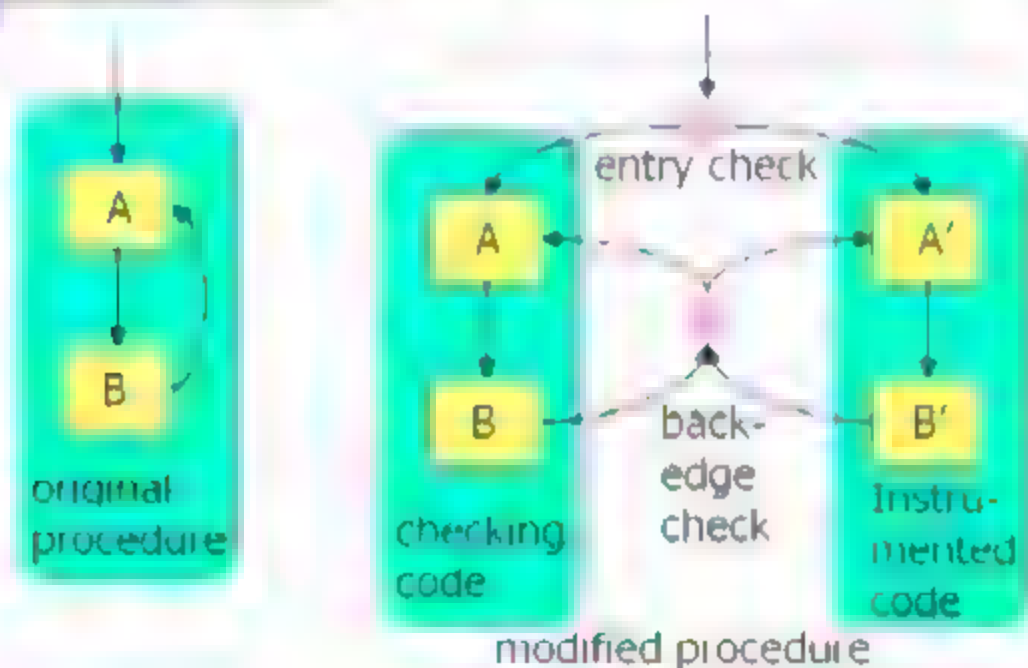 A
B
original
procedure
entry check
A
B
checking
code
back-
edge
check
A′
B′
Instru-
mented
code
modified procedure